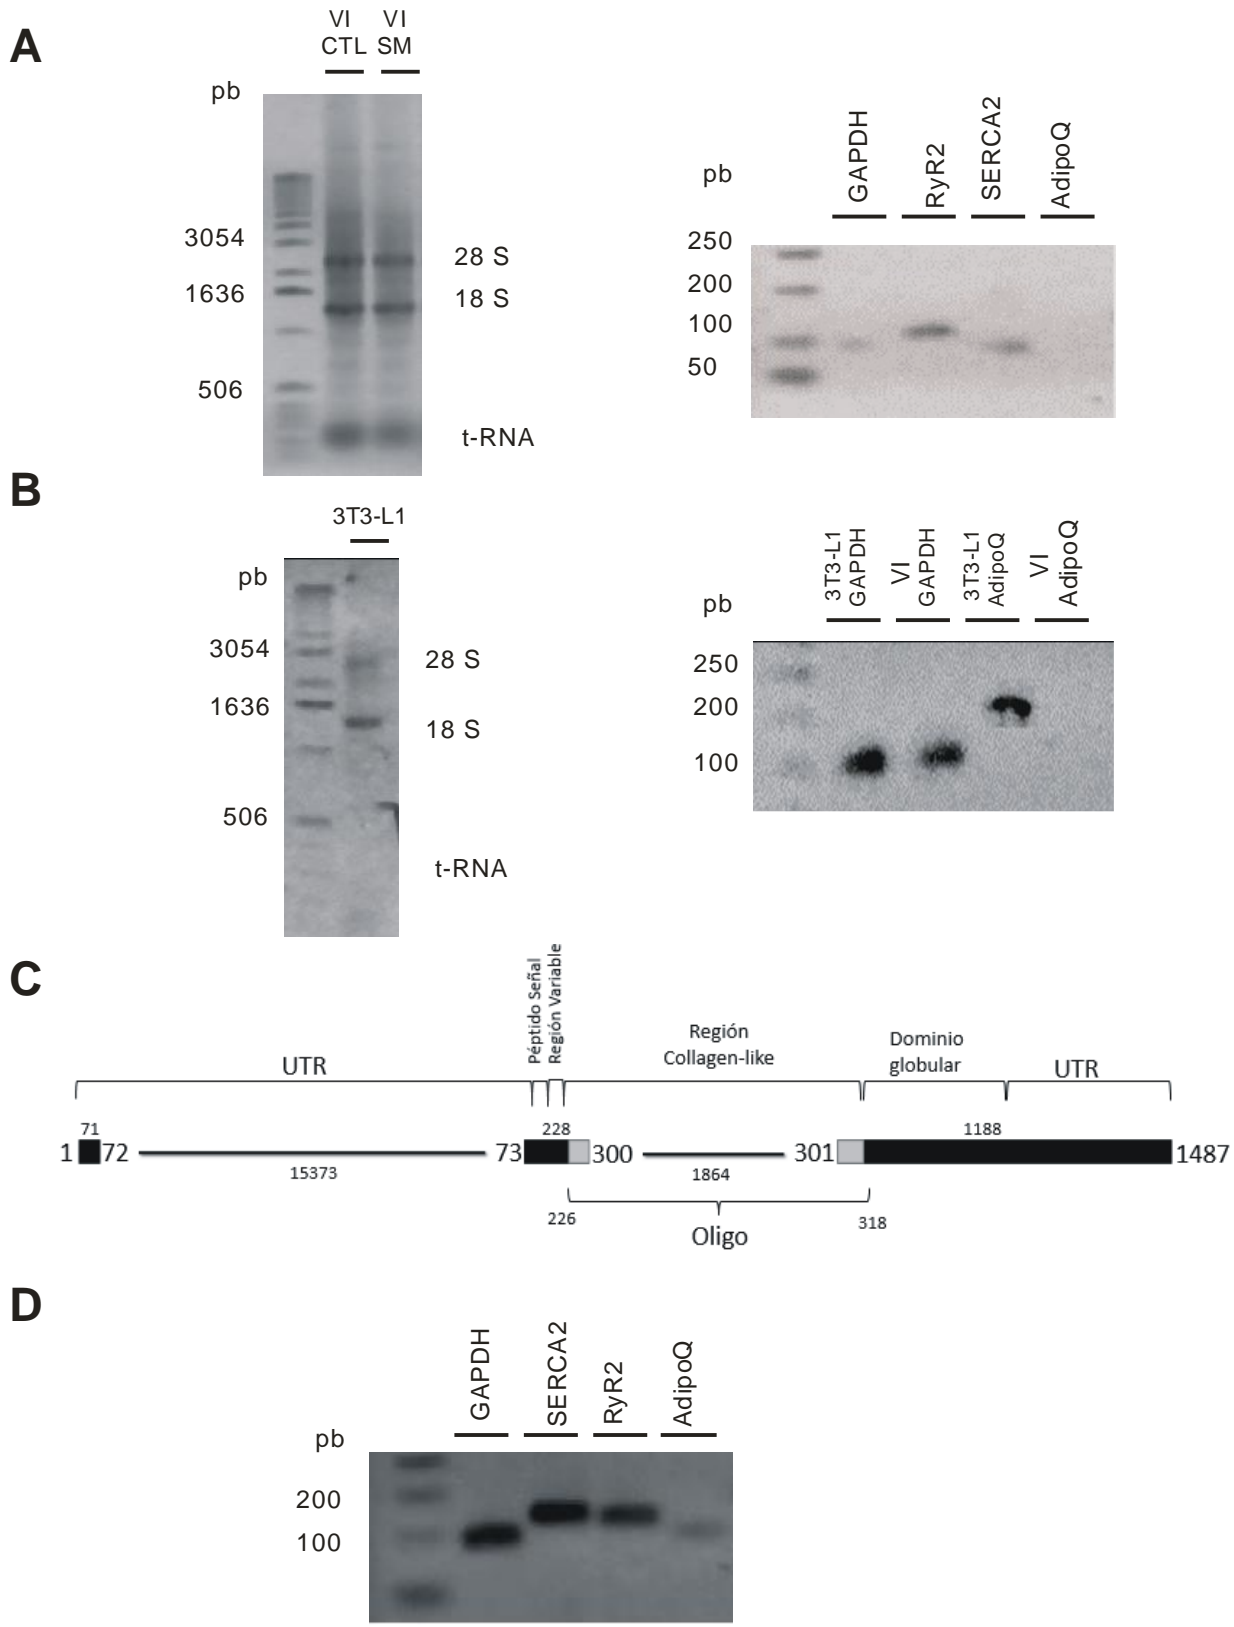 A
VI VI
CTL SM
pb
3054
1636
506
28 S
18 S
t-RNA
pb
GAPDH
RyR2
SERCA2
AdipoQ
250
200
100
50
B
3T3-L1
pb
3054
1636
506
28 S
18 S
t-RNA
pb
3T3-L1
GAPDH
VI
GAPDH
3T3-L1
AdipoQ
VI
AdipoQ
250
200
100
C
UTR
Péptido Señal
Región Variable
Región
Collagen-like
Dominio
globular
UTR
71 228 1188
1 72 73 300 301 1487
15373 1864
226 318
Oligo
D
GAPDH
SERCA2
RyR2
AdipoQ
pb
200
100